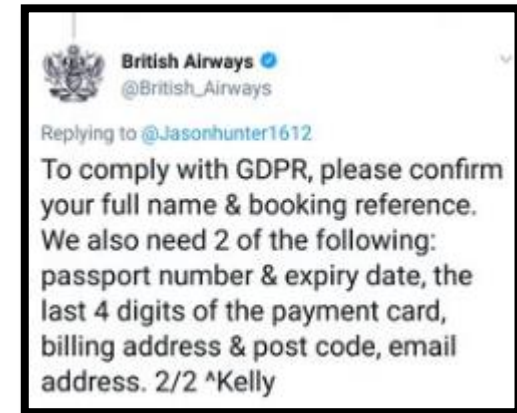 British Airways
@British_Airways
Replying to @Jasonhunter1612
To comply with GDPR, please confirm
your full name & booking reference.
We also need 2 of the following:
passport number & expiry date, the
last 4 digits of the payment card,
billing address & post code, email
address. 2/2 ^Kelly